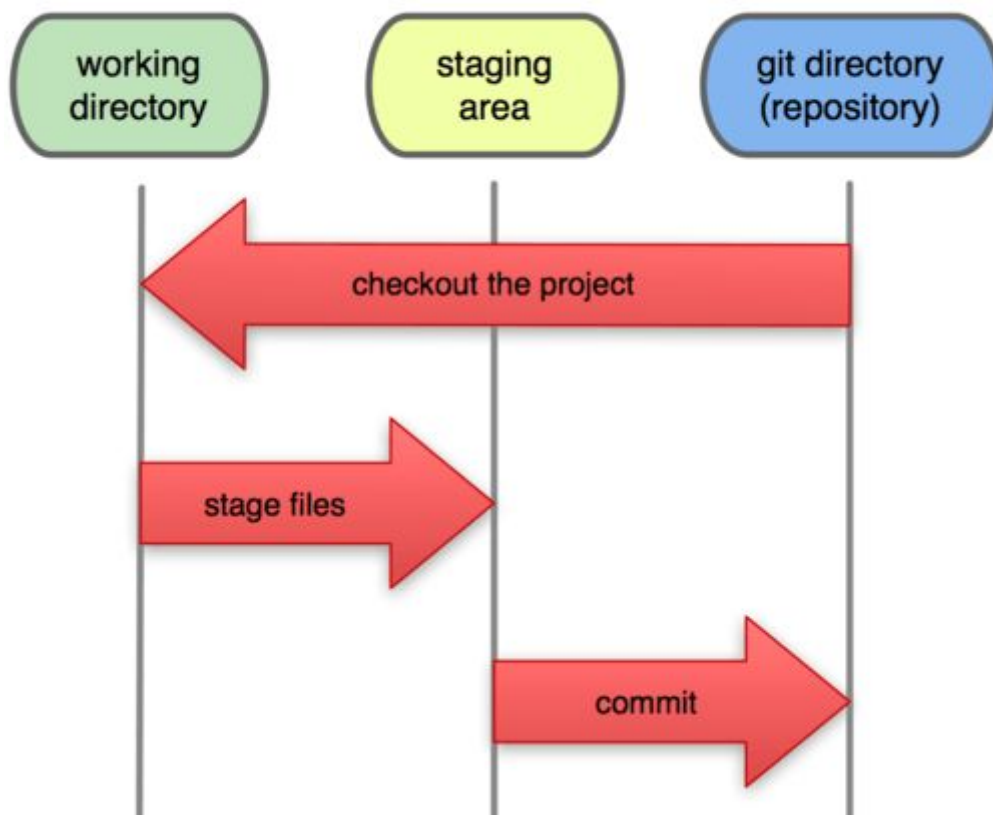 working
directory
staging
area
git directory
(repository)
checkout the project
stage files
commit